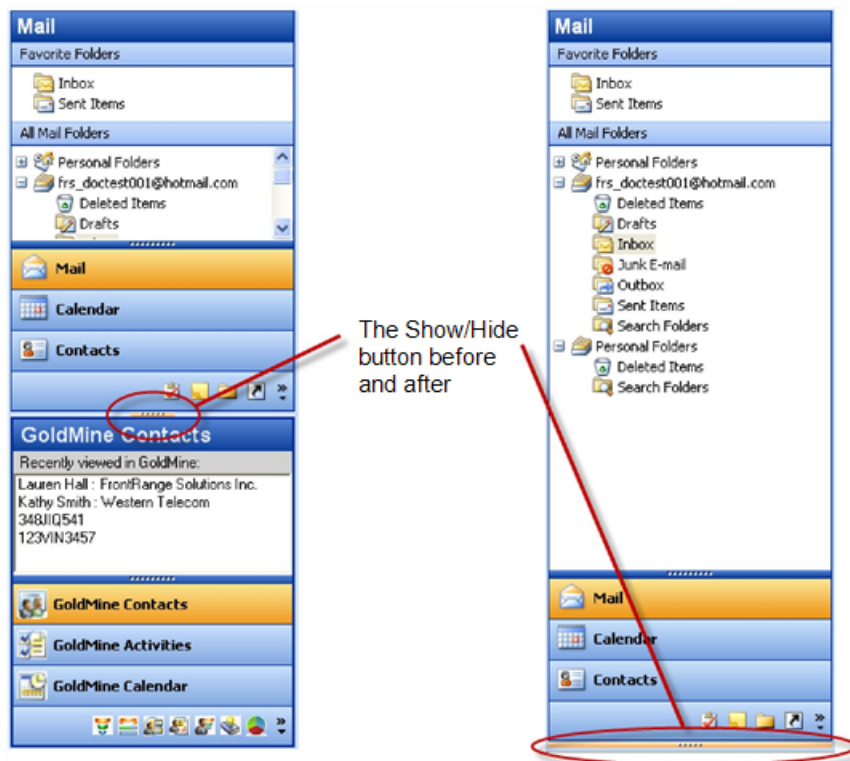 Mail
Favorite Folders
Inbox
Sent Items
All Mail Folders
Personal Folders
frs_doctest001@hotmail.com
Deleted Items
Drafts
Mail
Calendar
Contacts
GoldMine Contacts
Recently viewed in GoldMine:
Lauren Hall : FrontRange Solutions Inc.
Kathy Smith : Western Telecom
348JIQ541
123VIN3457
GoldMine Contacts
GoldMine Activities
GoldMine Calendar
The Show/Hide
button before
and after
Mail
Favorite Folders
Inbox
Sent Items
All Mail Folders
Personal Folders
frs_doctest001@hotmail.com
Deleted Items
Drafts
Inbox
Junk E-mail
Outbox
Sent Items
Search Folders
Personal Folders
Deleted Items
Search Folders
Mail
Calendar
Contacts